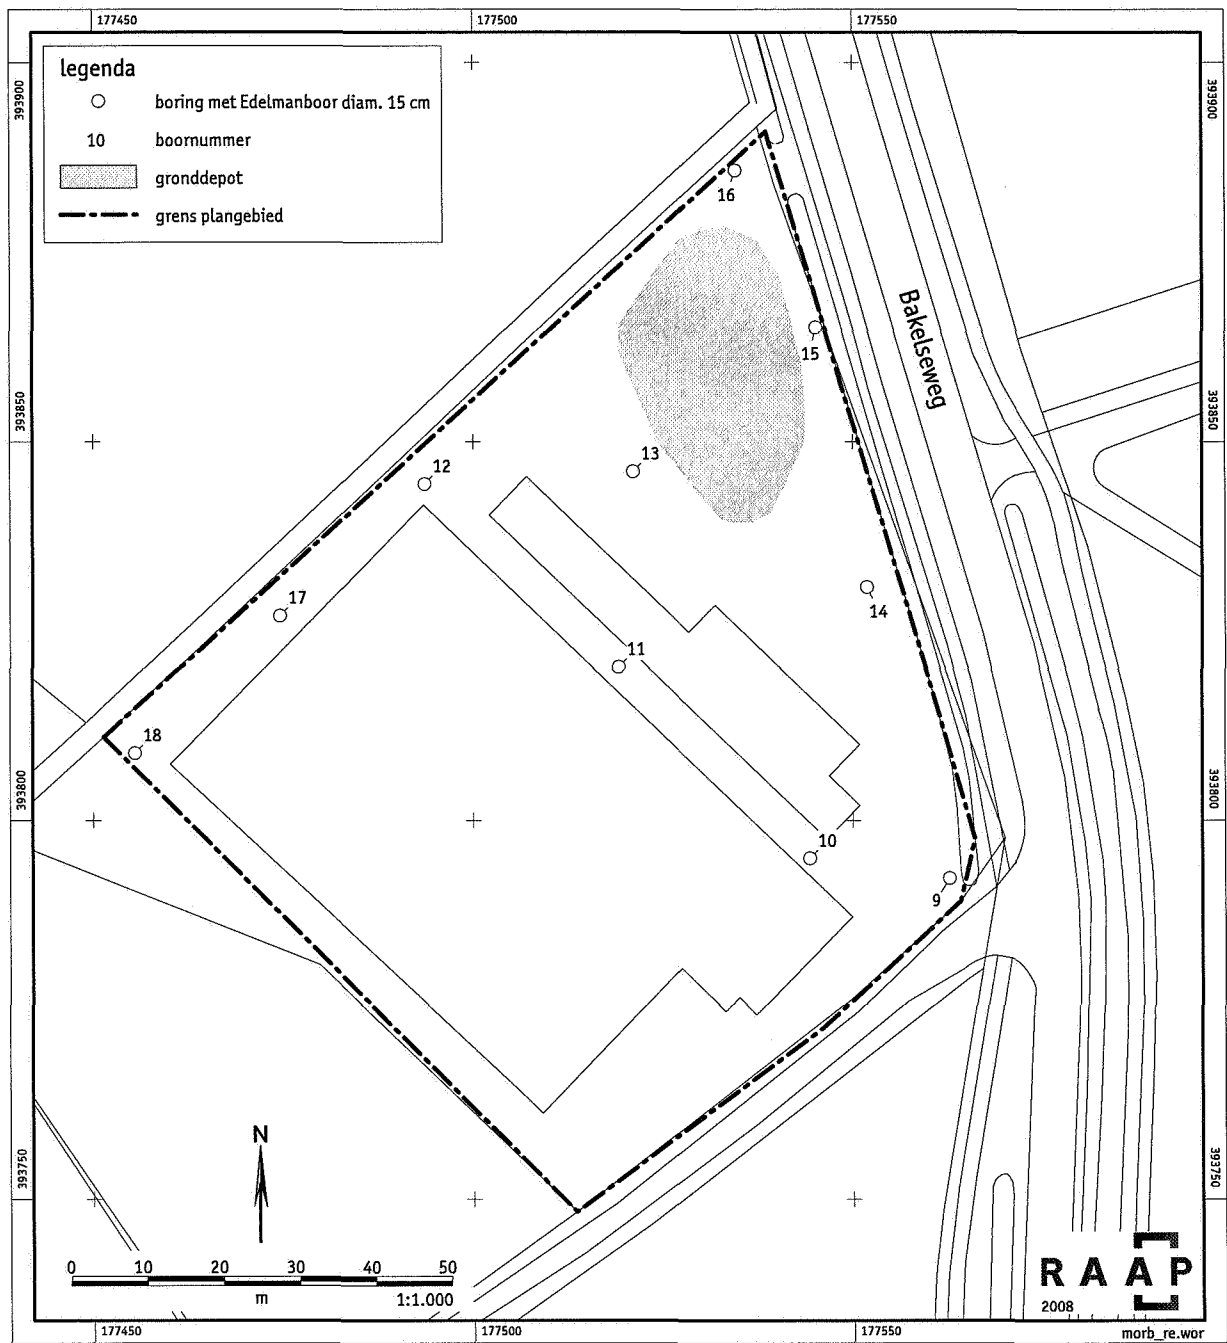 177450 177500 177550
393900 393900
legenda
boring met Edelmanboor diam. 15 cm
10 boornummer
gronddepot
grens plangebied
16
Bakelseweg
15
393850 393850
12
13
17
14
11
18
393800 393800
10
9
N
393750 393750
0 10 20 30 40 50
m 1:1.000
RAAP
2008
177450 177500 177550
morb_re.wor